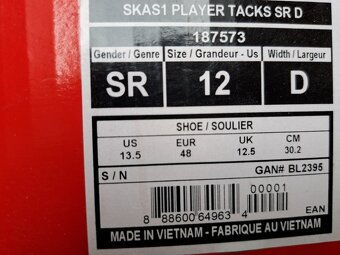 SKAS1 PLAYER TACKS SR D
187573
Gender / Genre Size / Grandeur - Us Width / Largeur
SR 12 D
SHOE / SOULIER
US EUR UK CM
13.5 48 12.5 30.2
S / N GAN# BL2395
00001
8 88600 64963 4 EAN
MADE IN VIETNAM - FABRIQUE AU VIETNAM